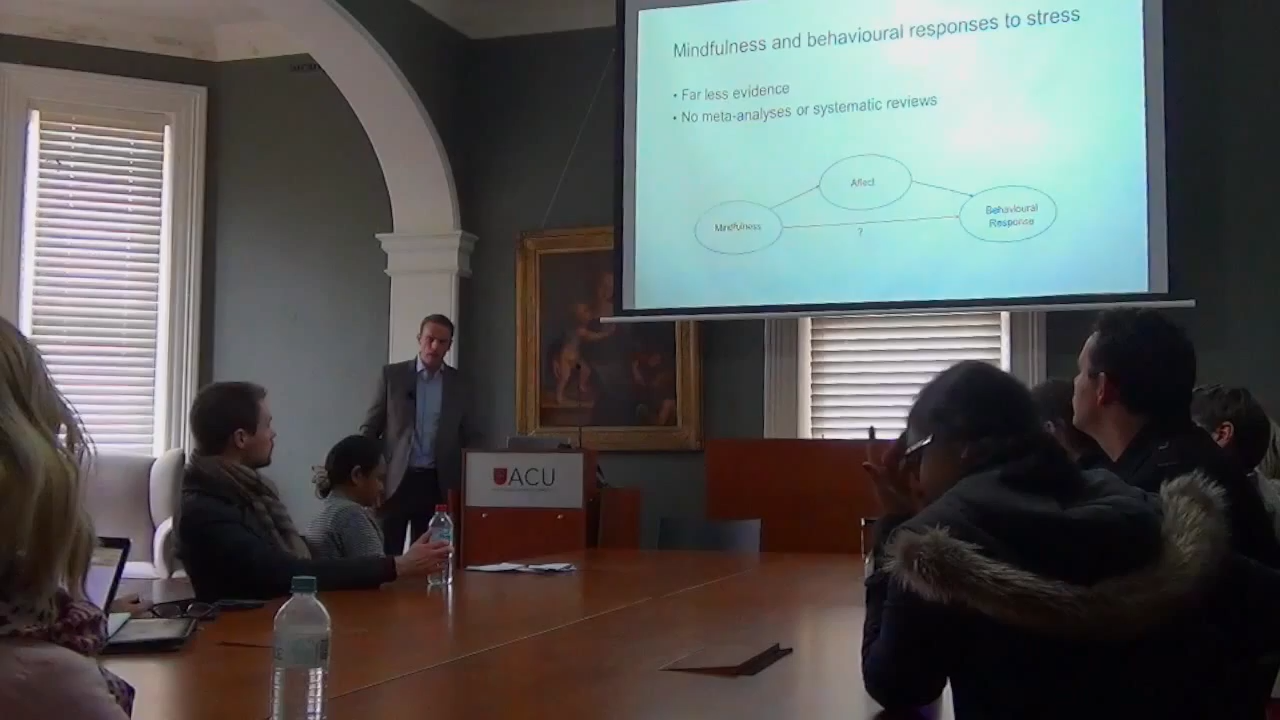 Mindfulness and behavioural responses to stress
• Far less evidence
• No meta-analyses or systematic reviews
Affect
Mindfulness
Behavioural
Response
?
ACU